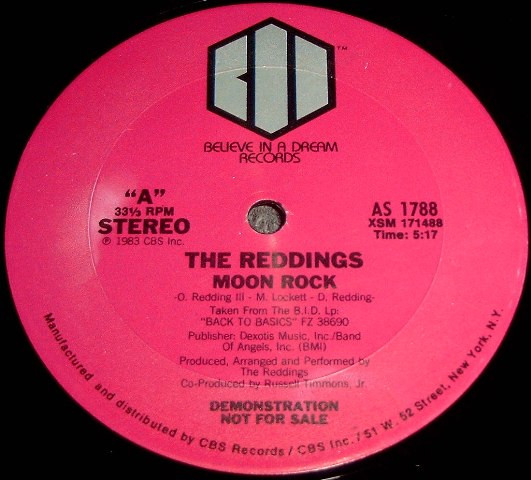 BID
™
BELIEVE IN A DREAM
RECORDS
"A"
33⅓ RPM
STEREO
℗ 1983 CBS Inc.
AS 1788
XSM 171488
Time: 5:17
THE REDDINGS
MOON ROCK
-O. Redding III - M. Lockett - D. Redding-
Taken From The B.I.D. Lp:
"BACK TO BASICS" FZ 38690
Publisher: Dexotis Music, Inc./Band
Of Angels, Inc. (BMI)
Produced, Arranged and Performed by
The Reddings
Co-Produced by Russell Timmons, Jr.
DEMONSTRATION
NOT FOR SALE
Manufactured and distributed by CBS Records / CBS Inc. / 51 W. 52 Street, New York, N.Y.